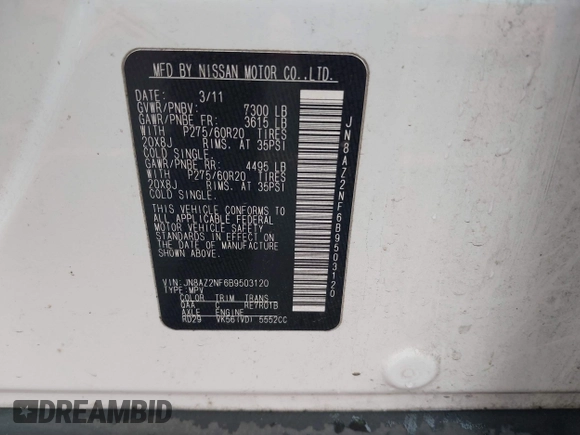 MFD BY NISSAN MOTOR CO.,LTD.
DATE: 3/11
GVWR/PNBV: 7300 LB
GAWR/PNBE FR: 3615 LB
WITH P275/60R20 TIRES
20X8J RIMS, AT 35PSI
COLD SINGLE.
GAWR/PNBE RR: 4495 LB
WITH P275/60R20 TIRES
20X8J RIMS, AT 35PSI
COLD SINGLE.
THIS VEHICLE CONFORMS TO
ALL APPLICABLE FEDERAL
MOTOR VEHICLE SAFETY
STANDARDS IN EFFECT ON
THE DATE OF MANUFACTURE
SHOWN ABOVE.
VIN: JN8AZ2NF6B9503120
TYPE: MPV
COLOR TRIM TRANS
QAA C RE7R01B
AXLE ENGINE
RD29 VK56(VD) 5552CC
JN8AZ2NF6B9503120
DREAMBID